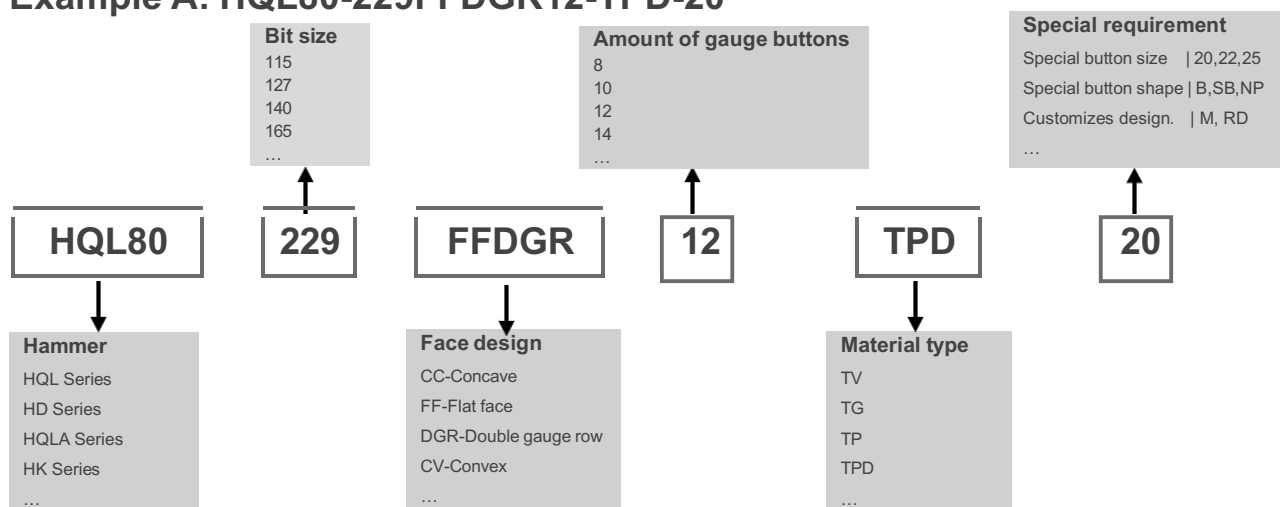 Example A: HQL80-229FFDGR12-TPD-20
Bit size
115
127
140
165
…
Amount of gauge buttons
8
10
12
14
…
Special requirement
Special button size | 20,22,25
Special button shape | B,SB,NP
Customizes design. | M, RD
…
HQL80
229
FFDGR
12
TPD
20
Hammer
HQL Series
HD Series
HQLA Series
HK Series
…
Face design
CC-Concave
FF-Flat face
DGR-Double gauge row
CV-Convex
…
Material type
TV
TG
TP
TPD
…